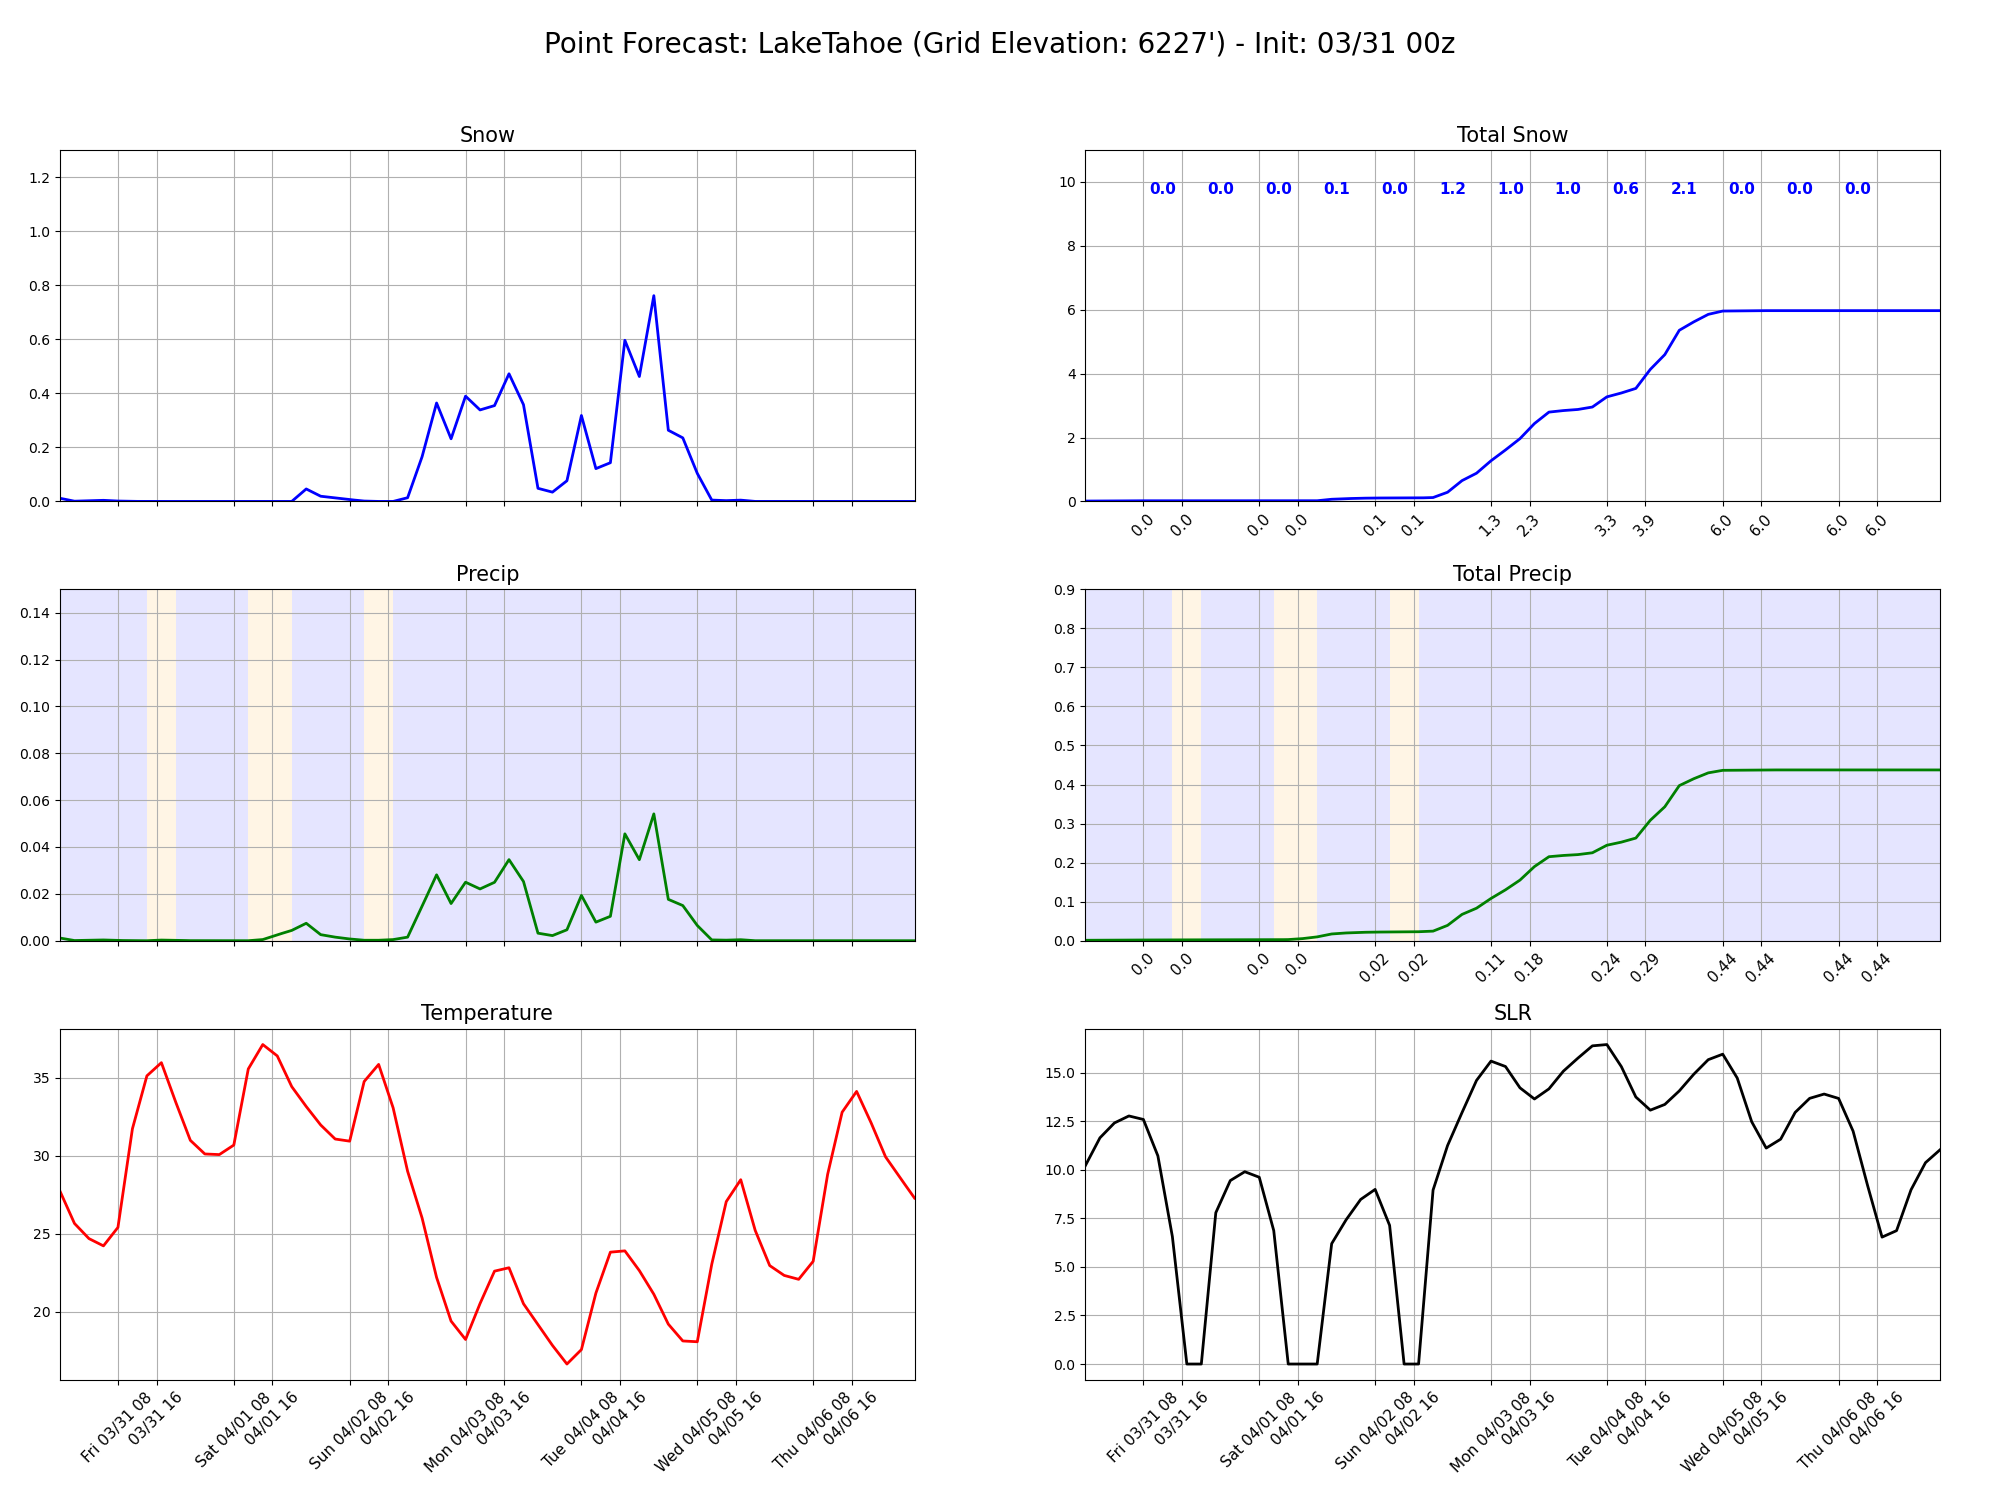 Point Forecast: LakeTahoe (Grid Elevation: 6227') - Init: 03/31 00z
Snow
1.2
1.0
0.8
0.6
0.4
0.2
0.0
Total Snow
10
8
6
4
2
0
0.0 0.0 0.0 0.1 0.0 1.2 1.0 1.0 0.6 2.1 0.0 0.0 0.0
0.0 0.0 0.0 0.0 0.1 0.1 1.3 2.3 3.3 3.9 6.0 6.0 6.0 6.0
Precip
0.14
0.12
0.10
0.08
0.06
0.04
0.02
0.00
Total Precip
0.9
0.8
0.7
0.6
0.5
0.4
0.3
0.2
0.1
0.0
0.0 0.0 0.0 0.0 0.02 0.02 0.11 0.18 0.24 0.29 0.44 0.44 0.44 0.44
Temperature
35
30
25
20
Fri 03/31 08
03/31 16
Sat 04/01 08
04/01 16
Sun 04/02 08
04/02 16
Mon 04/03 08
04/03 16
Tue 04/04 08
04/04 16
Wed 04/05 08
04/05 16
Thu 04/06 08
04/06 16
SLR
15.0
12.5
10.0
7.5
5.0
2.5
0.0
Fri 03/31 08
03/31 16
Sat 04/01 08
04/01 16
Sun 04/02 08
04/02 16
Mon 04/03 08
04/03 16
Tue 04/04 08
04/04 16
Wed 04/05 08
04/05 16
Thu 04/06 08
04/06 16